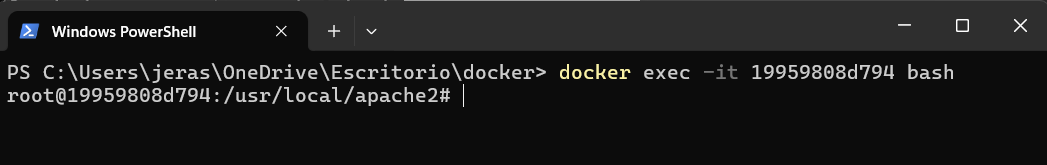 Windows PowerShell
PS C:\Users\jeras\OneDrive\Escritorio\docker> docker exec -it 19959808d794 bash
root@19959808d794:/usr/local/apache2#